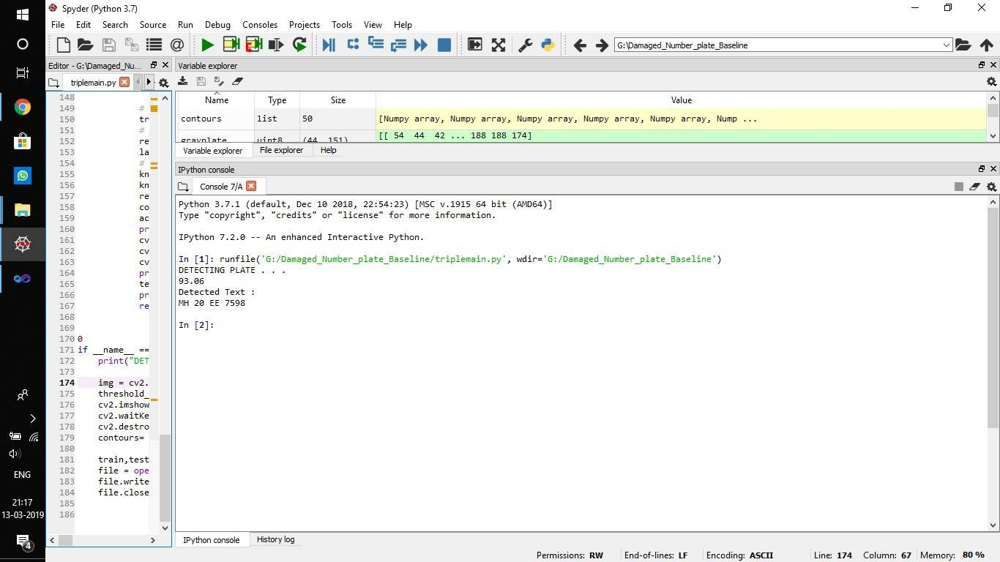 Spyder (Python 3.7)
File Edit Search Source Run Debug Consoles Projects Tools View Help
G:\Damaged_Number_plate_Baseline
Editor - G:\Damaged_Nu...
triplemain.py
148
149 #
150 tr
151 #
152 re
153 la
154 #
155 kn
156 kn
157 re
158 co
159 ac
160 pr
161 cv
162 cv
163 cv
164 pr
165 te
166 pr
167 re
168
169
170 0
171 if __name__ ==
172 print("DET
173
174 img = cv2.
175 threshold_
176 cv2.imshow
177 cv2.waitKe
178 cv2.destro
179 contours=
180
181 train,test
182 file = ope
183 file.write
184 file.close
185
186
Variable explorer
Name Type Size Value
contours list 50 [Numpy array, Numpy array, Numpy array, Numpy array, Numpy array, Nump ...
grayplate uint8 (44, 151) [[ 54 44 42 ... 188 188 174]
Variable explorer File explorer Help
IPython console
Console 7/A
Python 3.7.1 (default, Dec 10 2018, 22:54:23) [MSC v.1915 64 bit (AMD64)]
Type "copyright", "credits" or "license" for more information.
IPython 7.2.0 -- An enhanced Interactive Python.
In [1]: runfile('G:/Damaged_Number_plate_Baseline/triplemain.py', wdir='G:/Damaged_Number_plate_Baseline')
DETECTING PLATE . . .
93.06
Detected Text :
MH 20 EE 7598
In [2]:
IPython console History log
Permissions: RW End-of-lines: LF Encoding: ASCII Line: 174 Column: 67 Memory: 80 %
ENG
21:17
13-03-2019
4